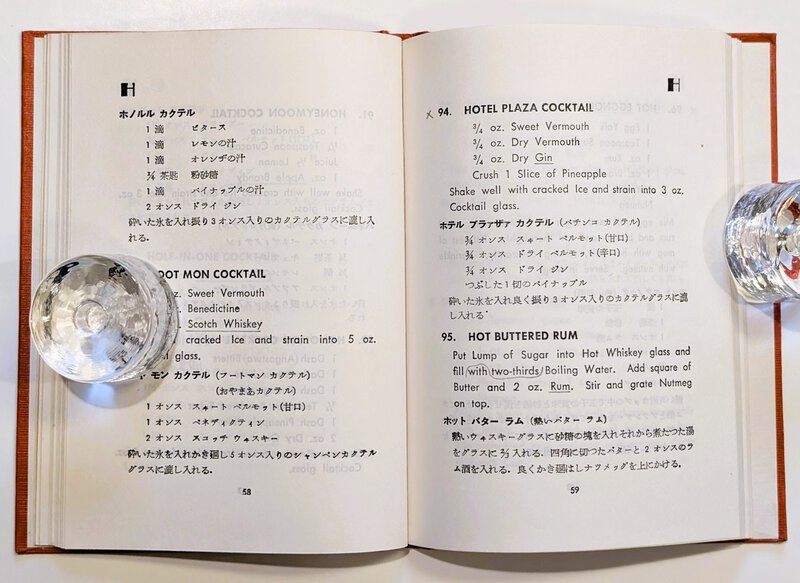 H
ホノルル カクテル
1 滴 ビタース
1 滴 レモンの汁
1 滴 オレンヂの汁
¾ 茶匙 粉砂糖
1 滴 パイナップルの汁
2 オンス ドライ ジン
砕いた氷を入れ振り3オンス入りのカクテルグラスに漉し入
れる。
OOT MON COCKTAIL
oz. Sweet Vermouth
Benedictine
Scotch Whiskey
cracked Ice and strain into 5 oz.
glass.
モン カクテル (フートマン カクテル)
(おやまあカクテル)
1 オンス スヰート ベルモット(甘口)
1 オンス ベネディクティン
2 オンス スコッチ ウヰスキー
砕いた氷を入れかき廻し5オンス入りのシャンペンカクテル
グラスに漉し入れる.
58
H
x 94. HOTEL PLAZA COCKTAIL
¾ oz. Sweet Vermouth
¾ oz. Dry Vermouth
¾ oz. Dry Gin
Crush 1 Slice of Pineapple
Shake well with cracked Ice and strain into 3 oz.
Cocktail glass.
ホテル プラァザァ カクテル (パチンコ カクテル)
¾ オンス スヰート ベルモット(甘口)
¾ オンス ドライ ベルモット(辛口)
¾ オンス ドライ ジン
つぶした1切のパイナップル
砕いた氷を入れ良く振り3オンス入りのカクテルグラスに漉
し入れる
95. HOT BUTTERED RUM
Put Lump of Sugar into Hot Whiskey glass and
fill with two-thirds Boiling Water. Add square of
Butter and 2 oz. Rum. Stir and grate Nutmeg
on top.
ホット バター ラム (熱いバター ラム)
熱いウヰスキーグラスに砂糖の塊を入れそれから煮たつた湯
をグラスに ⅔ 入れる. 四角に切つたバターと2オンスのラ
ム酒を入れる. 良くかき廻はしナツメッグを上にかける.
59